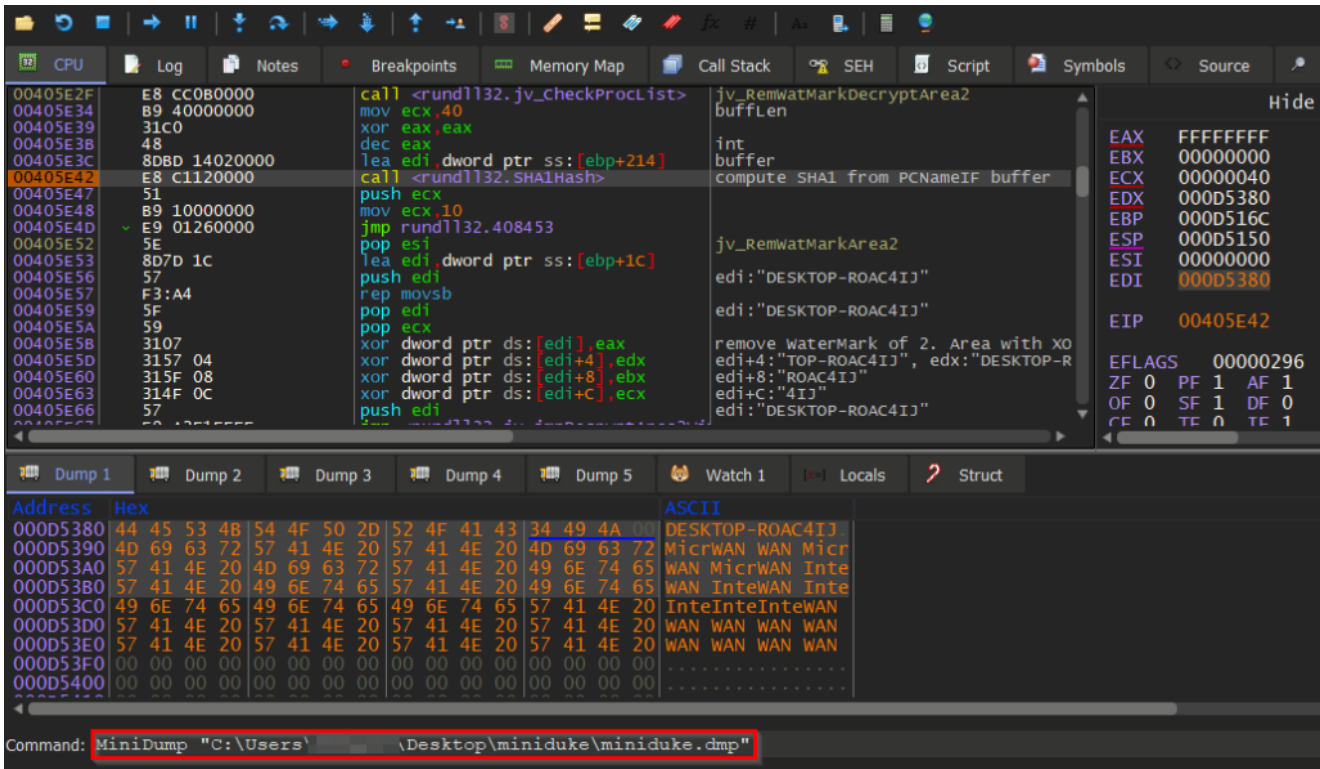 CPU Log Notes Breakpoints Memory Map Call Stack SEH Script Symbols Source
00405E2F E8 CC0B0000 call <rundll32.jv_CheckProcList> jv_RemWatMarkDecryptArea2
00405E34 B9 40000000 mov ecx,40 buffLen
00405E39 31C0 xor eax,eax
00405E3B 48 dec eax int
00405E3C 8DBD 14020000 lea edi,dword ptr ss:[ebp+214] buffer
00405E42 E8 C1120000 call <rundll32.SHA1Hash> compute SHA1 from PCNameIF buffer
00405E47 51 push ecx
00405E48 B9 10000000 mov ecx,10
00405E4D E9 01260000 jmp rundll32.408453
00405E52 5E pop esi jv_RemWatMarkArea2
00405E53 8D7D 1C lea edi,dword ptr ss:[ebp+1C]
00405E56 57 push edi edi:"DESKTOP-ROAC4IJ"
00405E57 F3:A4 rep movsb
00405E59 5F pop edi edi:"DESKTOP-ROAC4IJ"
00405E5A 59 pop ecx
00405E5B 3107 xor dword ptr ds:[edi],eax remove WaterMark of 2. Area with XO
00405E5D 3157 04 xor dword ptr ds:[edi+4],edx edi+4:"TOP-ROAC4IJ", edx:"DESKTOP-R
00405E60 315F 08 xor dword ptr ds:[edi+8],ebx edi+8:"ROAC4IJ"
00405E63 314F 0C xor dword ptr ds:[edi+C],ecx edi+C:"4IJ"
00405E66 57 push edi edi:"DESKTOP-ROAC4IJ"
Hide
EAX FFFFFFFF
EBX 00000000
ECX 00000040
EDX 000D5380
EBP 000D516C
ESP 000D5150
ESI 00000000
EDI 000D5380
EIP 00405E42
EFLAGS 00000296
ZF 0 PF 1 AF 1
OF 0 SF 1 DF 0
CF 0 TF 0 IF 1
Dump 1 Dump 2 Dump 3 Dump 4 Dump 5 Watch 1 Locals Struct
Address Hex ASCII
000D5380 44 45 53 4B 54 4F 50 2D 52 4F 41 43 34 49 4A 00 DESKTOP-ROAC4IJ.
000D5390 4D 69 63 72 57 41 4E 20 57 41 4E 20 4D 69 63 72 MicrWAN WAN Micr
000D53A0 57 41 4E 20 4D 69 63 72 57 41 4E 20 49 6E 74 65 WAN MicrWAN Inte
000D53B0 57 41 4E 20 49 6E 74 65 57 41 4E 20 49 6E 74 65 WAN InteWAN Inte
000D53C0 49 6E 74 65 49 6E 74 65 49 6E 74 65 57 41 4E 20 InteInteInteWAN
000D53D0 57 41 4E 20 57 41 4E 20 57 41 4E 20 57 41 4E 20 WAN WAN WAN WAN
000D53E0 57 41 4E 20 57 41 4E 20 57 41 4E 20 57 41 4E 20 WAN WAN WAN WAN
000D53F0 00 00 00 00 00 00 00 00 00 00 00 00 00 00 00 00 ................
000D5400 00 00 00 00 00 00 00 00 00 00 00 00 00 00 00 00 ................
Command: MiniDump "C:\Users\ \Desktop\miniduke\miniduke.dmp"